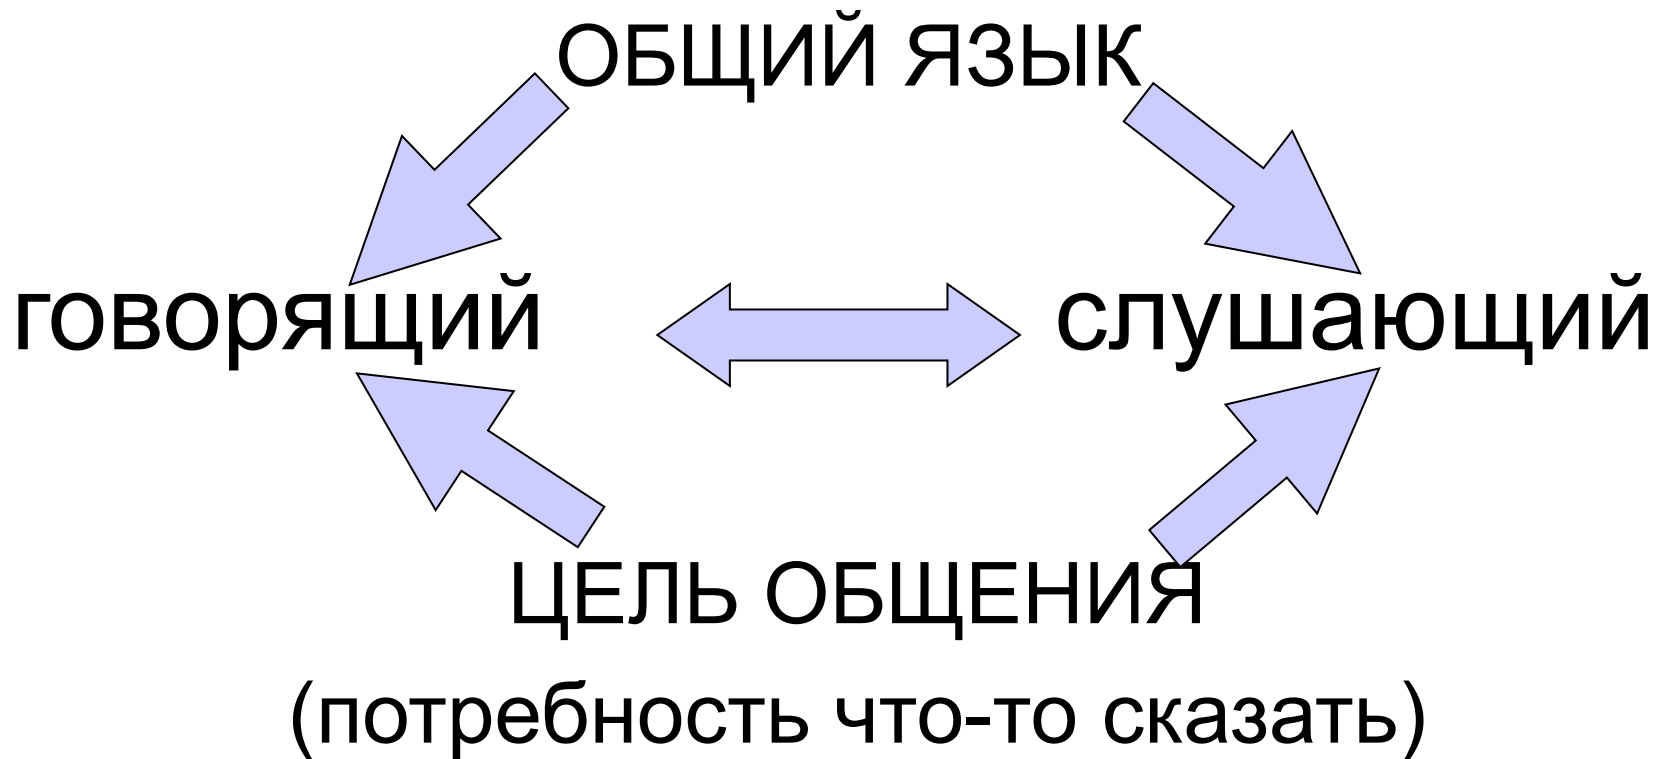 ОБЩИЙ ЯЗЫК
говорящий
слушающий
ЦЕЛЬ ОБЩЕНИЯ
(потребность что-то сказать)